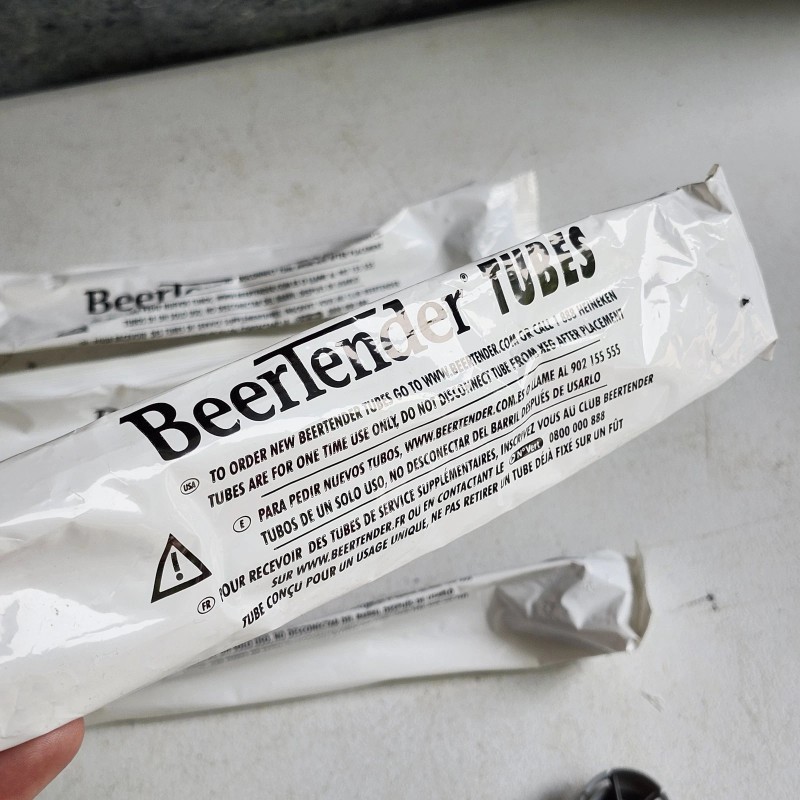 BeerTender® TUBES
USA TO ORDER NEW BEERTENDER TUBES GO TO WWW.BEERTENDER.COM OR CALL 1 800 HEINEKEN
TUBES ARE FOR ONE TIME USE ONLY, DO NOT DISCONNECT TUBE FROM KEG AFTER PLACEMENT
E PARA PEDIR NUEVOS TUBOS, WWW.BEERTENDER.COM.ES O LLAME AL 902 155 555
TUBOS DE UN SOLO USO, NO DESCONECTAR DEL BARRIL DESPUÉS DE USARLO
FR POUR RECEVOIR DES TUBES DE SERVICE SUPPLÉMENTAIRES, INSCRIVEZ VOUS AU CLUB BEERTENDER
SUR WWW.BEERTENDER.FR OU EN CONTACTANT LE N° Vert 0800 000 888
TUBE CONÇU POUR UN USAGE UNIQUE, NE PAS RETIRER UN TUBE DEJÀ FIXÉ SUR UN FÛT